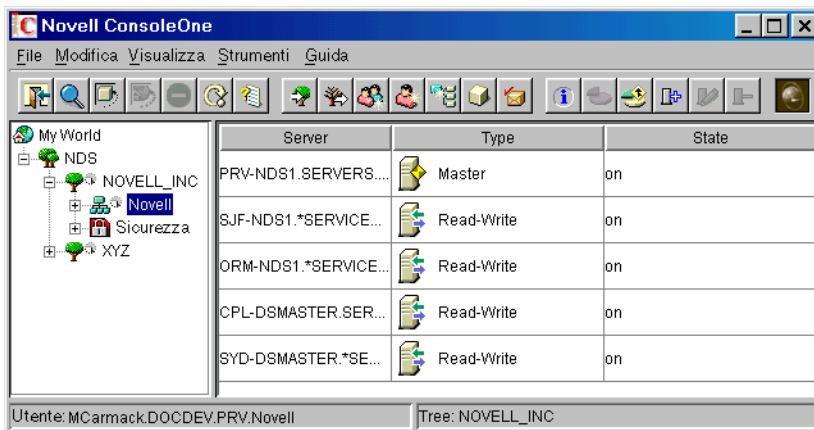 Novell ConsoleOne
File Modifica Visualizza Strumenti Guida
My World
NDS
NOVELL_INC
Novell
Sicurezza
XYZ
Server Type State
PRV-NDS1.SERVERS.... Master on
SJF-NDS1.*SERVICE... Read-Write on
ORM-NDS1.*SERVICE... Read-Write on
CPL-DSMASTER.SER... Read-Write on
SYD-DSMASTER.*SE... Read-Write on
Utente: MCarmack.DOCDEV.PRV.Novell Tree: NOVELL_INC